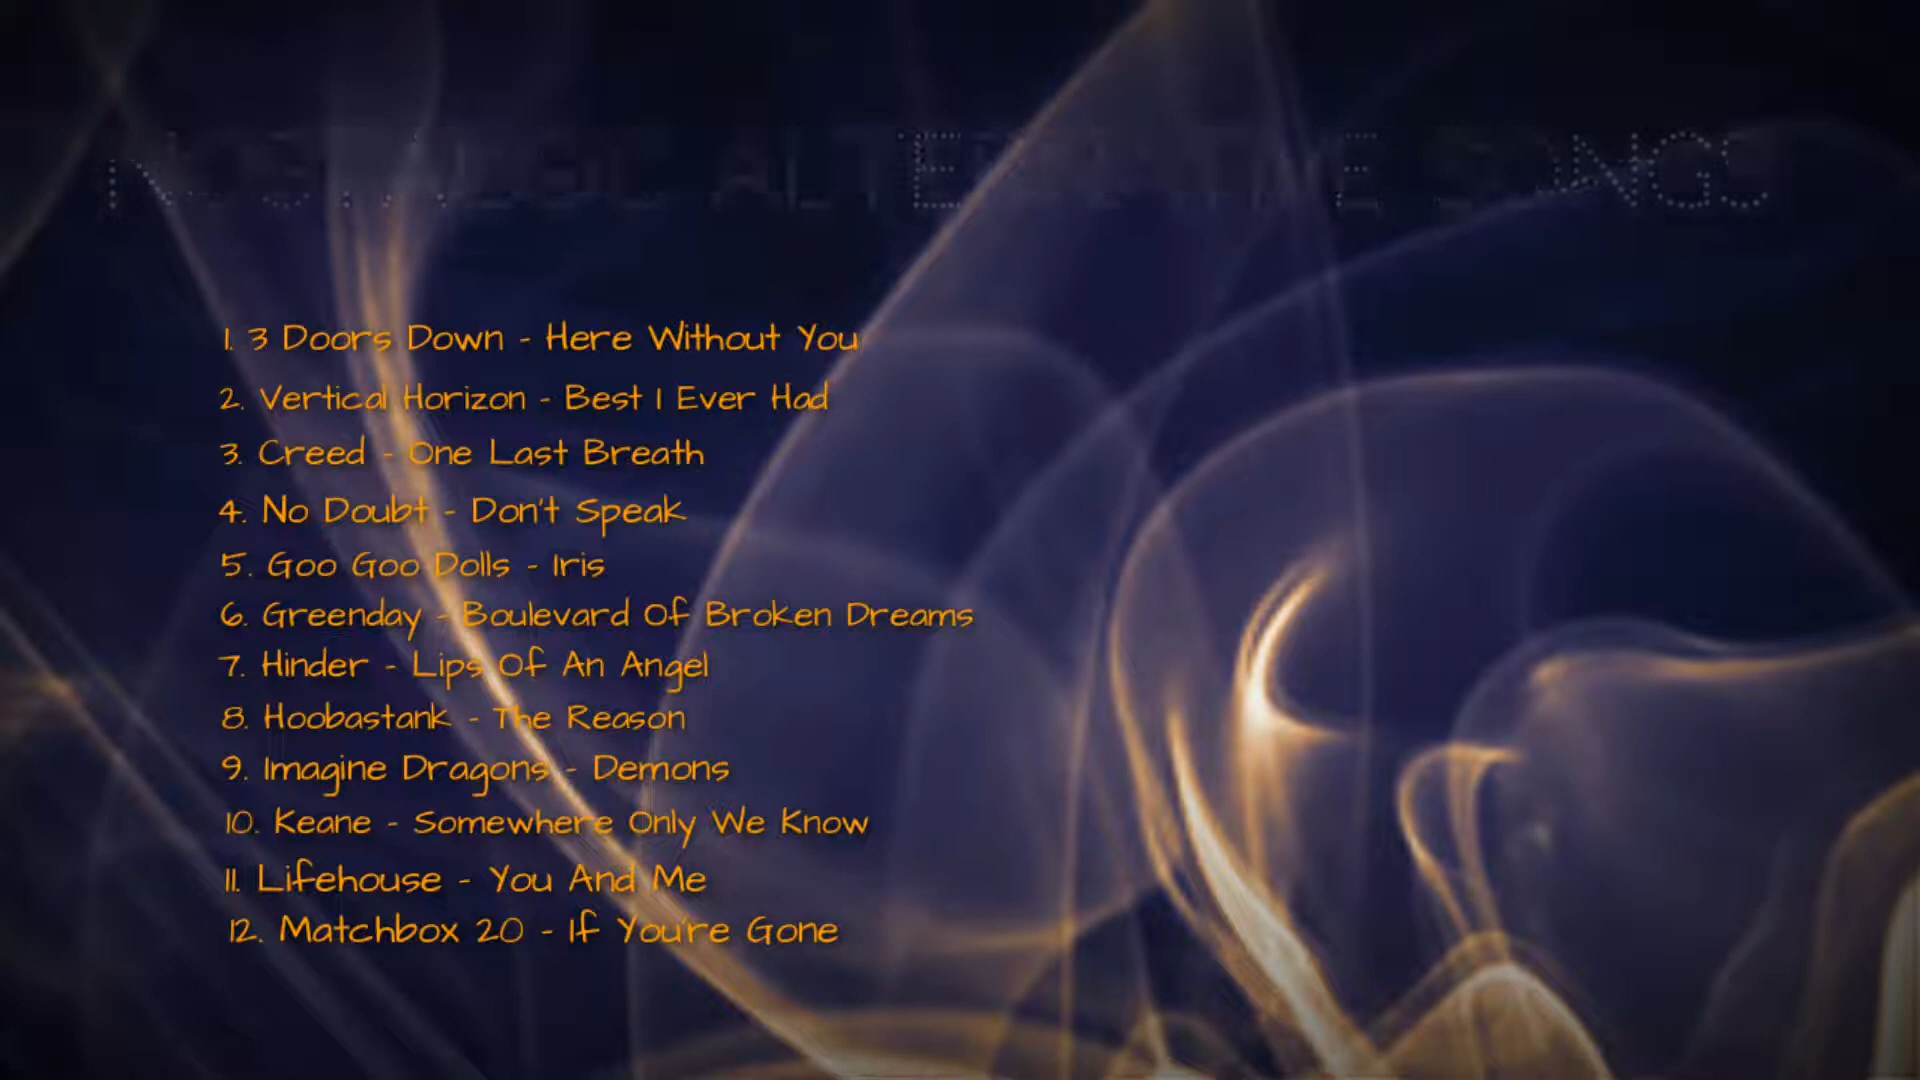 ALTERNATIVE SONGS
1. 3 Doors Down - Here Without You
2. Vertical Horizon - Best I Ever Had
3. Creed - One Last Breath
4. No Doubt - Don't Speak
5. Goo Goo Dolls - Iris
6. Greenday - Boulevard Of Broken Dreams
7. Hinder - Lips Of An Angel
8. Hoobastank - The Reason
9. Imagine Dragons - Demons
10. Keane - Somewhere Only We Know
11. Lifehouse - You And Me
12. Matchbox 20 - If You're Gone